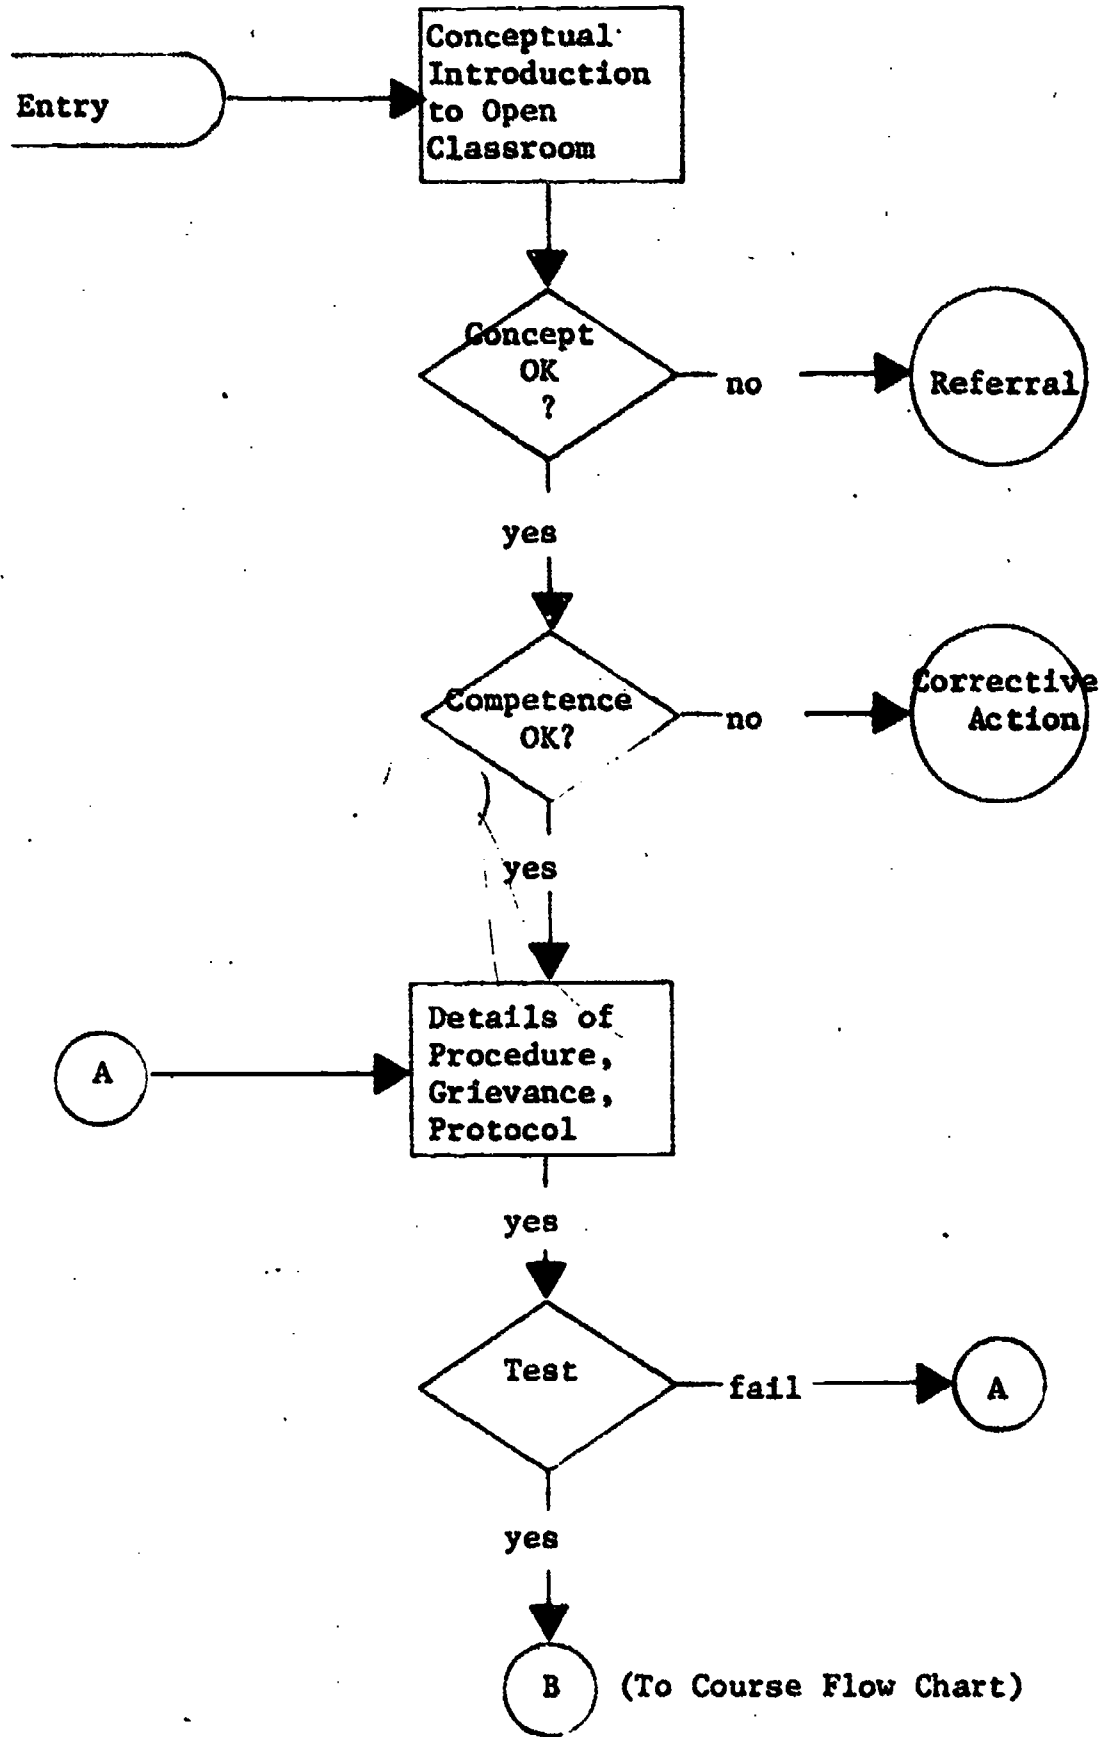 Conceptual
Introduction
to Open
Classroom
Entry
Concept
OK
?
no
Referral
yes
Competence
OK?
no
Corrective
Action
yes
Details of
Procedure,
Grievance,
Protocol
A
yes
Test
fail
A
yes
B (To Course Flow Chart)